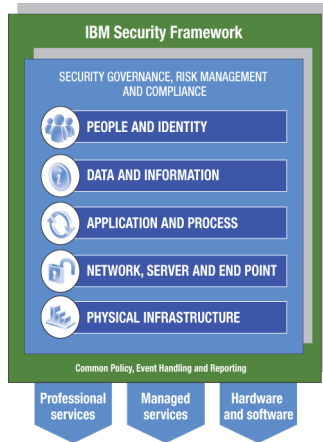 IBM Security Framework
SECURITY GOVERNANCE, RISK MANAGEMENT
AND COMPLIANCE
PEOPLE AND IDENTITY
DATA AND INFORMATION
APPLICATION AND PROCESS
NETWORK, SERVER AND END POINT
PHYSICAL INFRASTRUCTURE
Common Policy, Event Handling and Reporting
Professional
services
Managed
services
Hardware
and software